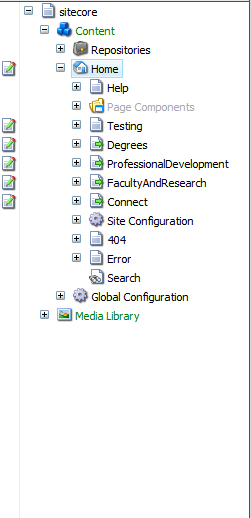 sitecore
Content
Repositories
Home
Help
Page Components
Testing
Degrees
ProfessionalDevelopment
FacultyAndResearch
Connect
Site Configuration
404
Error
Search
Global Configuration
Media Library